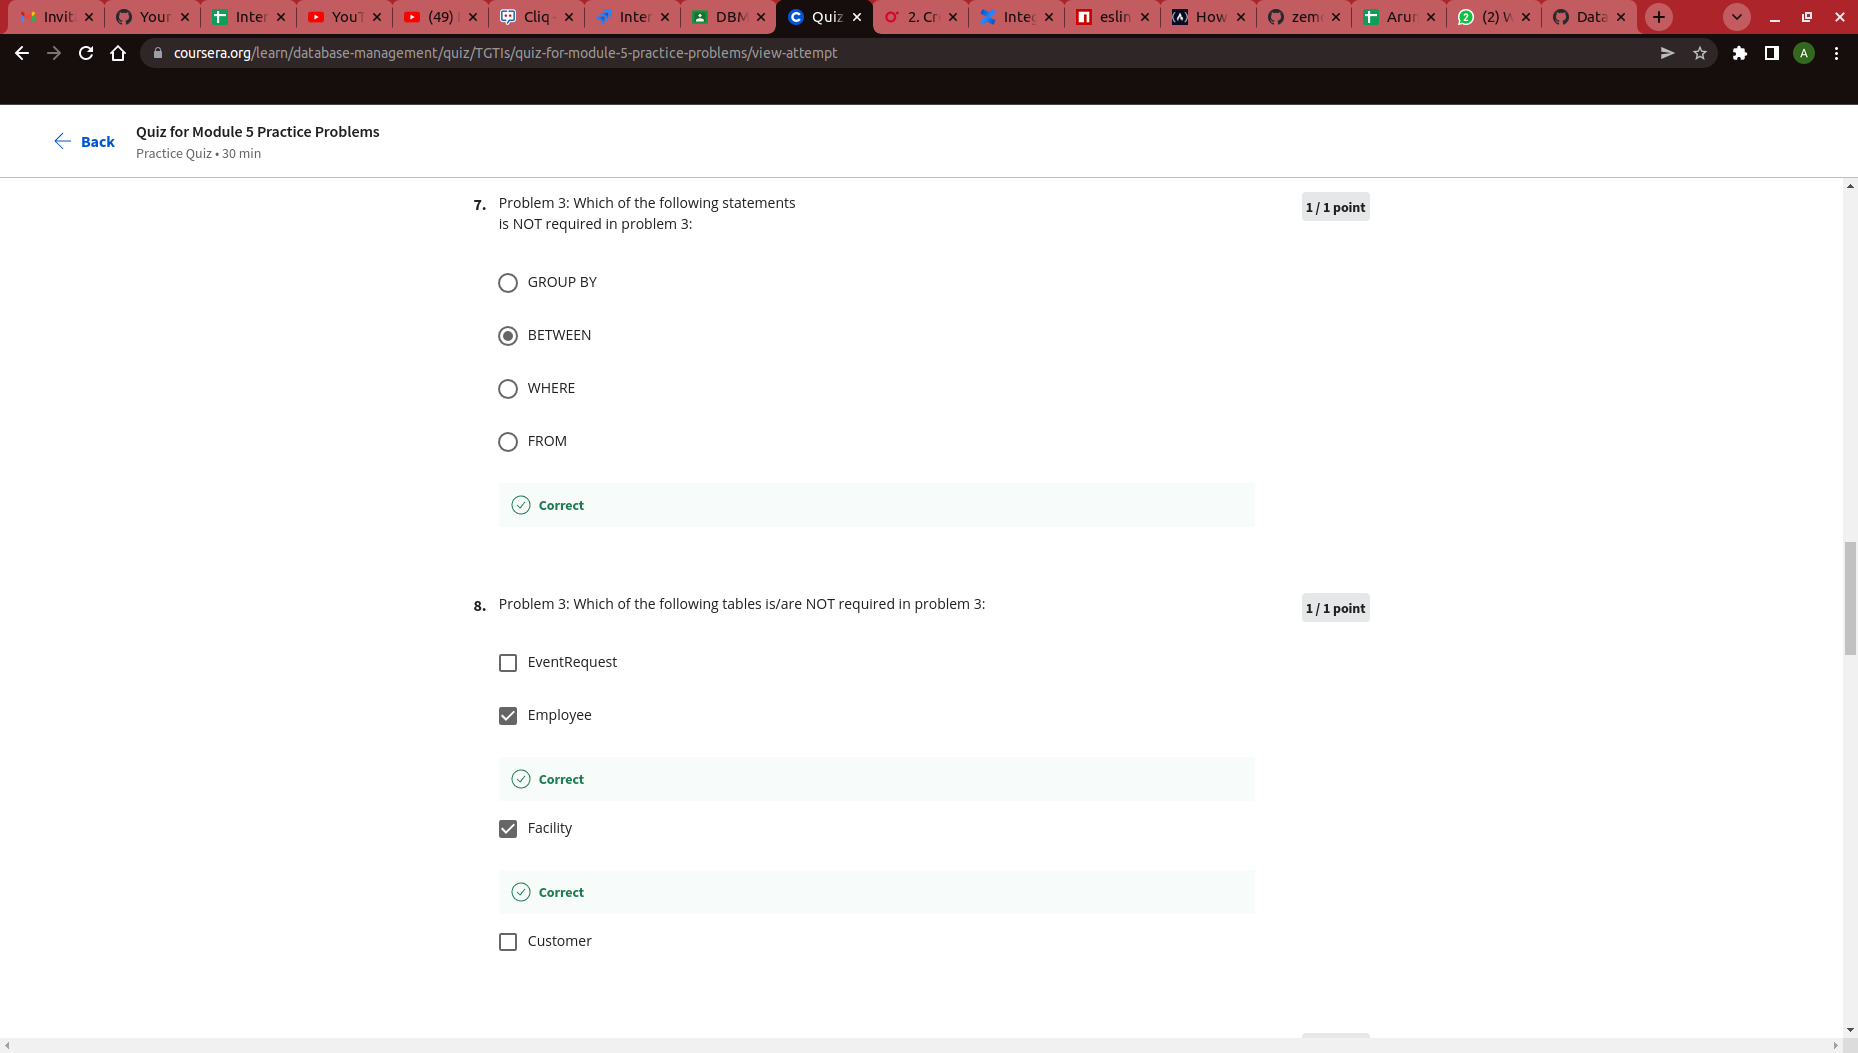 Invit
Your
Inter
YouT
(49)
Cliq
Inter
DBM
Quiz
2. Cr
Integ
eslin
How
zem
Arun
(2) W
Data
coursera.org/learn/database-management/quiz/TGTIs/quiz-for-module-5-practice-problems/view-attempt
A
Back
Quiz for Module 5 Practice Problems
Practice Quiz • 30 min
7. Problem 3: Which of the following statements
is NOT required in problem 3:
1 / 1 point
GROUP BY
BETWEEN
WHERE
FROM
Correct
8. Problem 3: Which of the following tables is/are NOT required in problem 3:
1 / 1 point
EventRequest
Employee
Correct
Facility
Correct
Customer